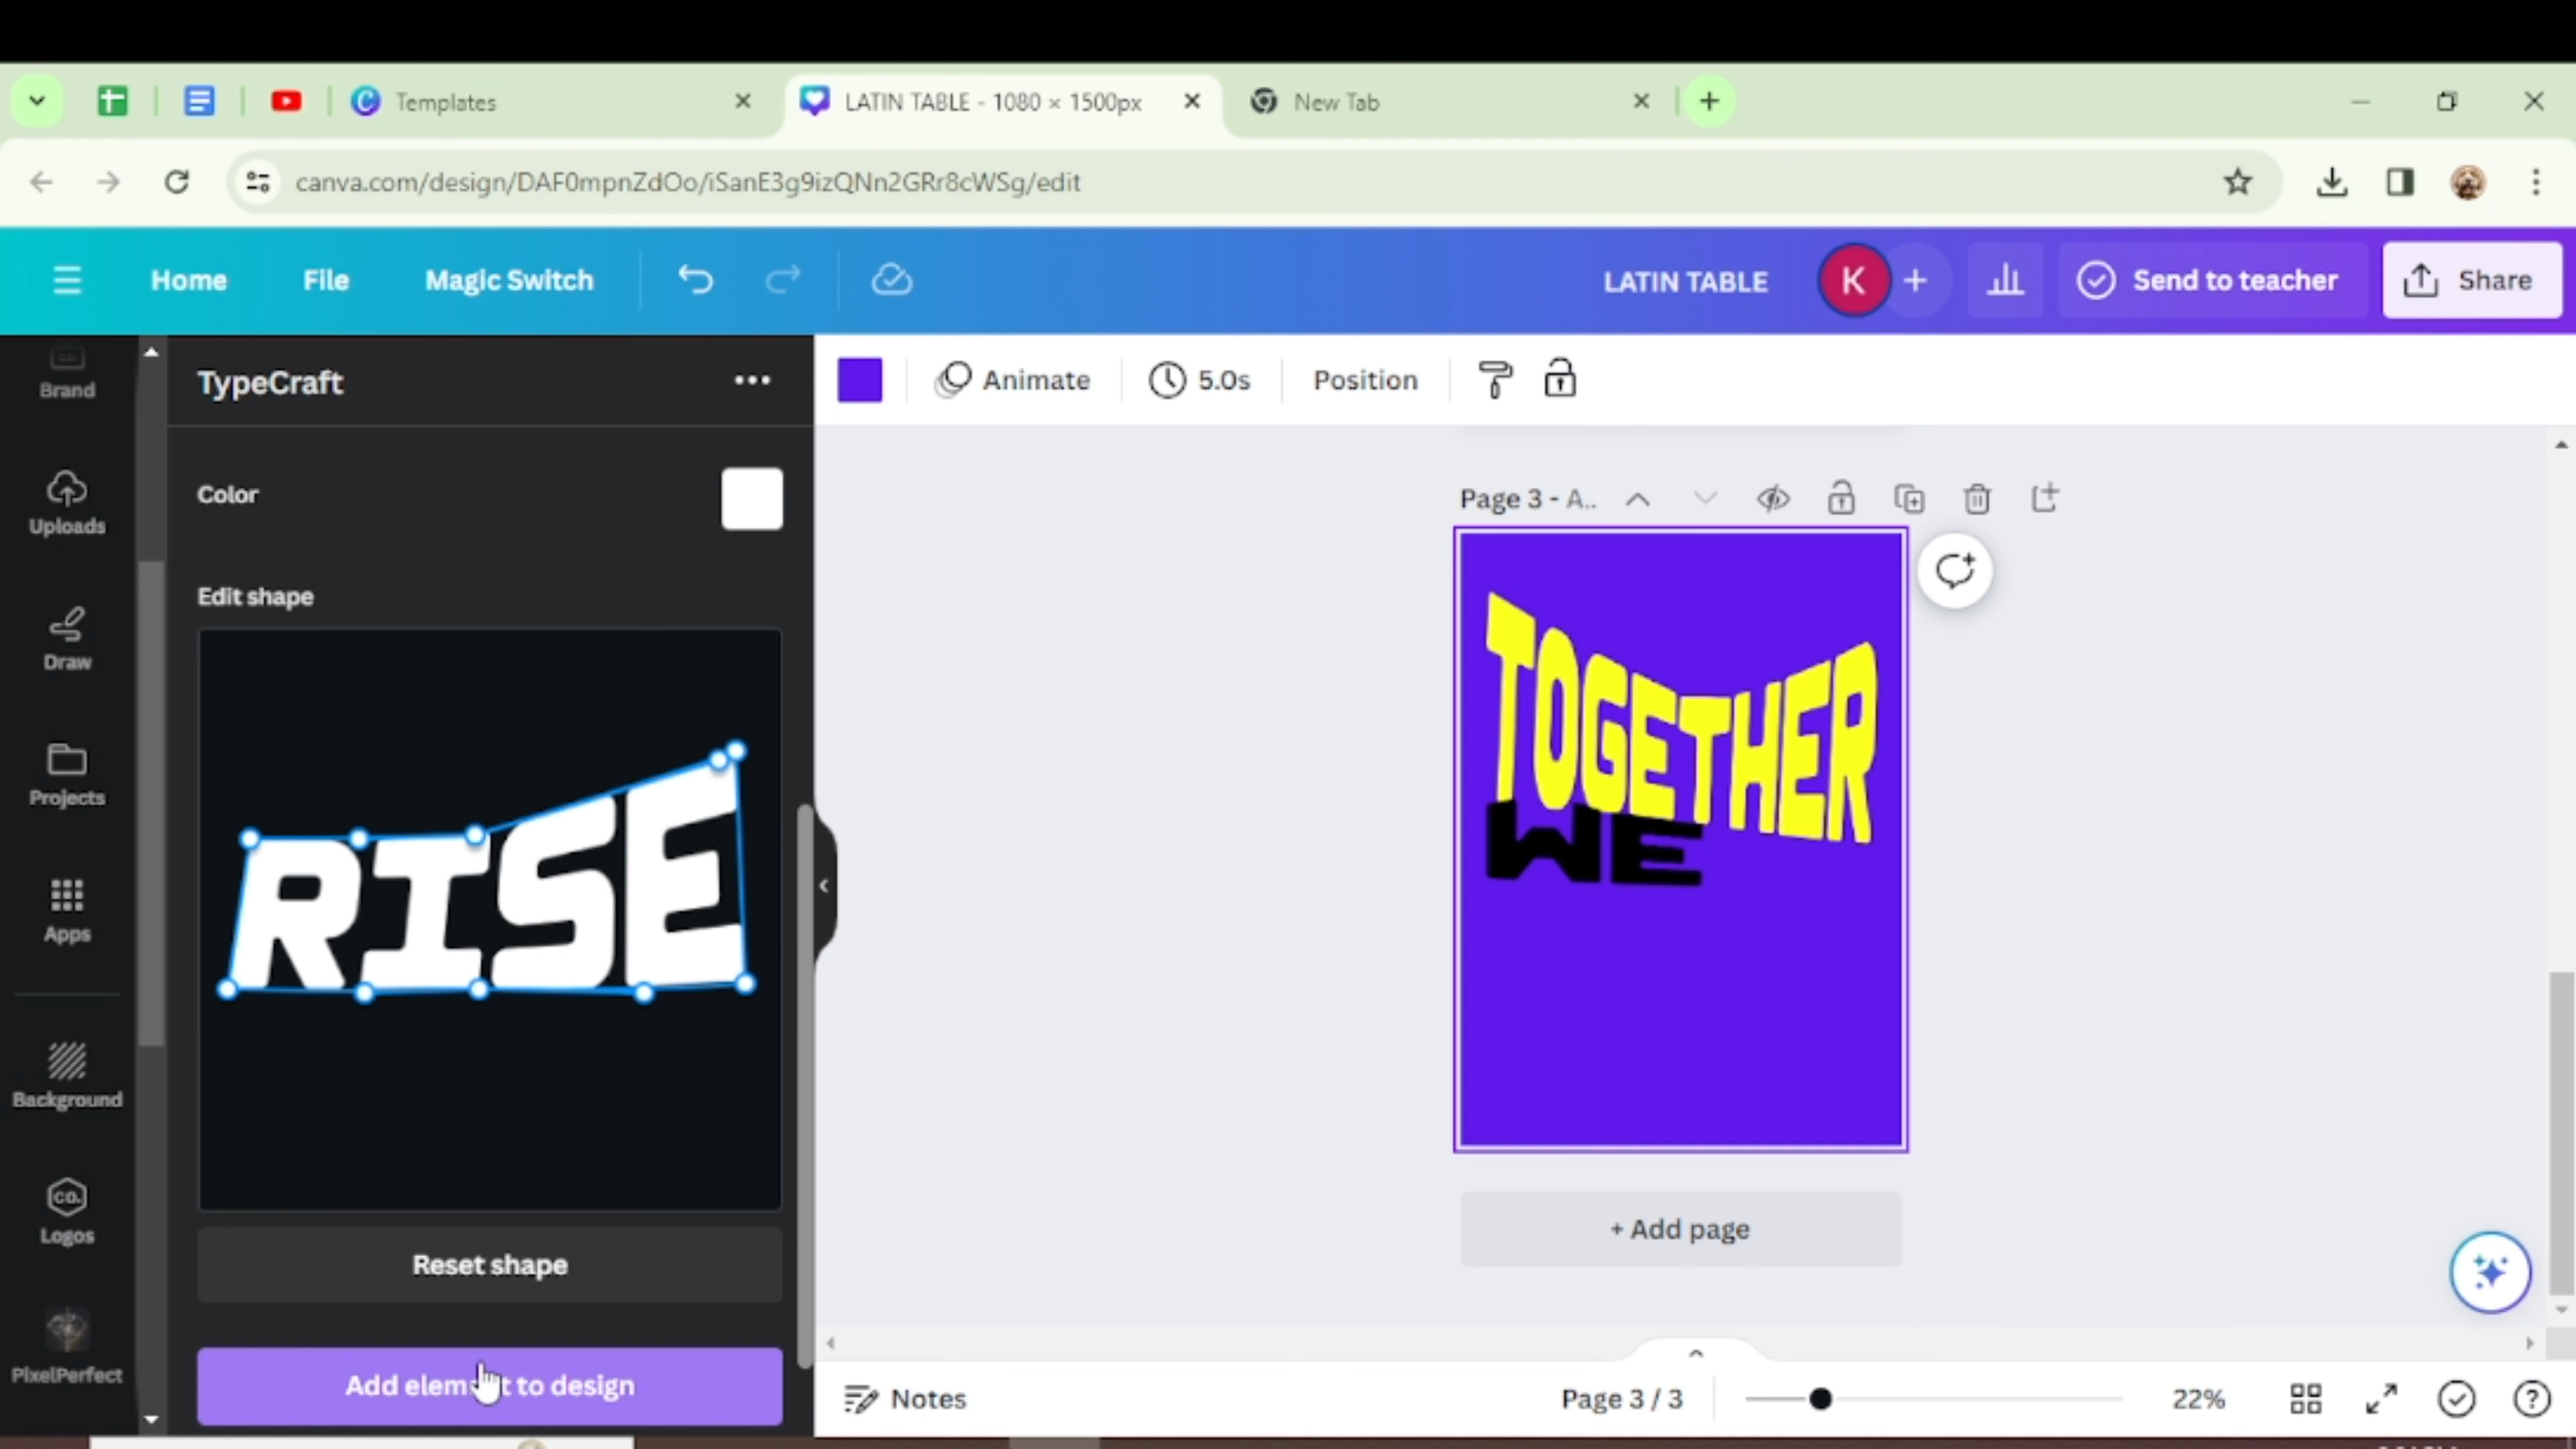 Templates
LATIN TABLE - 1080 × 1500px
New Tab
canva.com/design/DAF0mpnZdOo/iSanE3g9izQNn2GRr8cWSg/edit
Home
File
Magic Switch
LATIN TABLE
K
Send to teacher
Share
Brand
Uploads
Draw
Projects
Apps
Background
CO.
Logos
PixelPerfect
TypeCraft
Color
Edit shape
RISE
Reset shape
Add element to design
Animate
5.0s
Position
Page 3 - A..
TOGETHER
WE
+ Add page
Notes
Page 3 / 3
22%